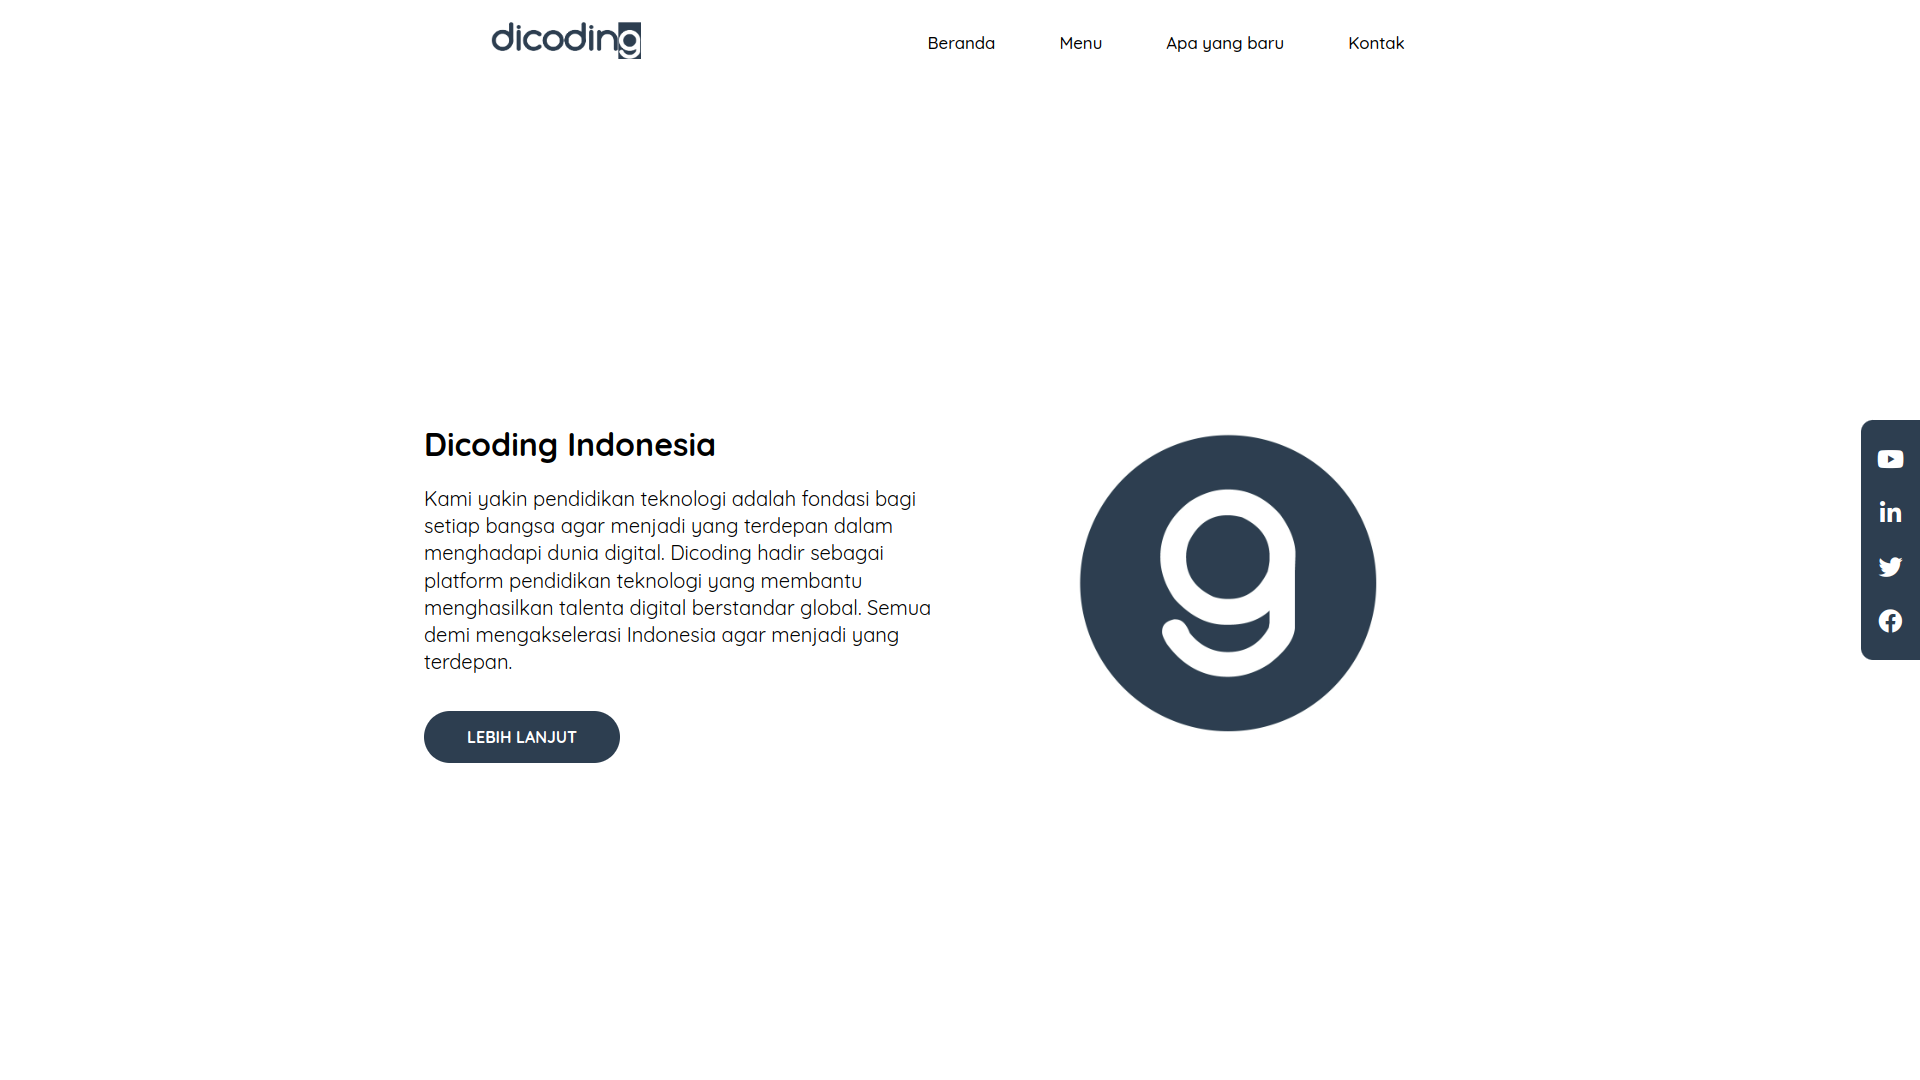 dicoding
Beranda
Menu
Apa yang baru
Kontak
Dicoding Indonesia
Kami yakin pendidikan teknologi adalah fondasi bagi
setiap bangsa agar menjadi yang terdepan dalam
menghadapi dunia digital. Dicoding hadir sebagai
platform pendidikan teknologi yang membantu
menghasilkan talenta digital berstandar global. Semua
demi mengakselerasi Indonesia agar menjadi yang
terdepan.
LEBIH LANJUT
g
in